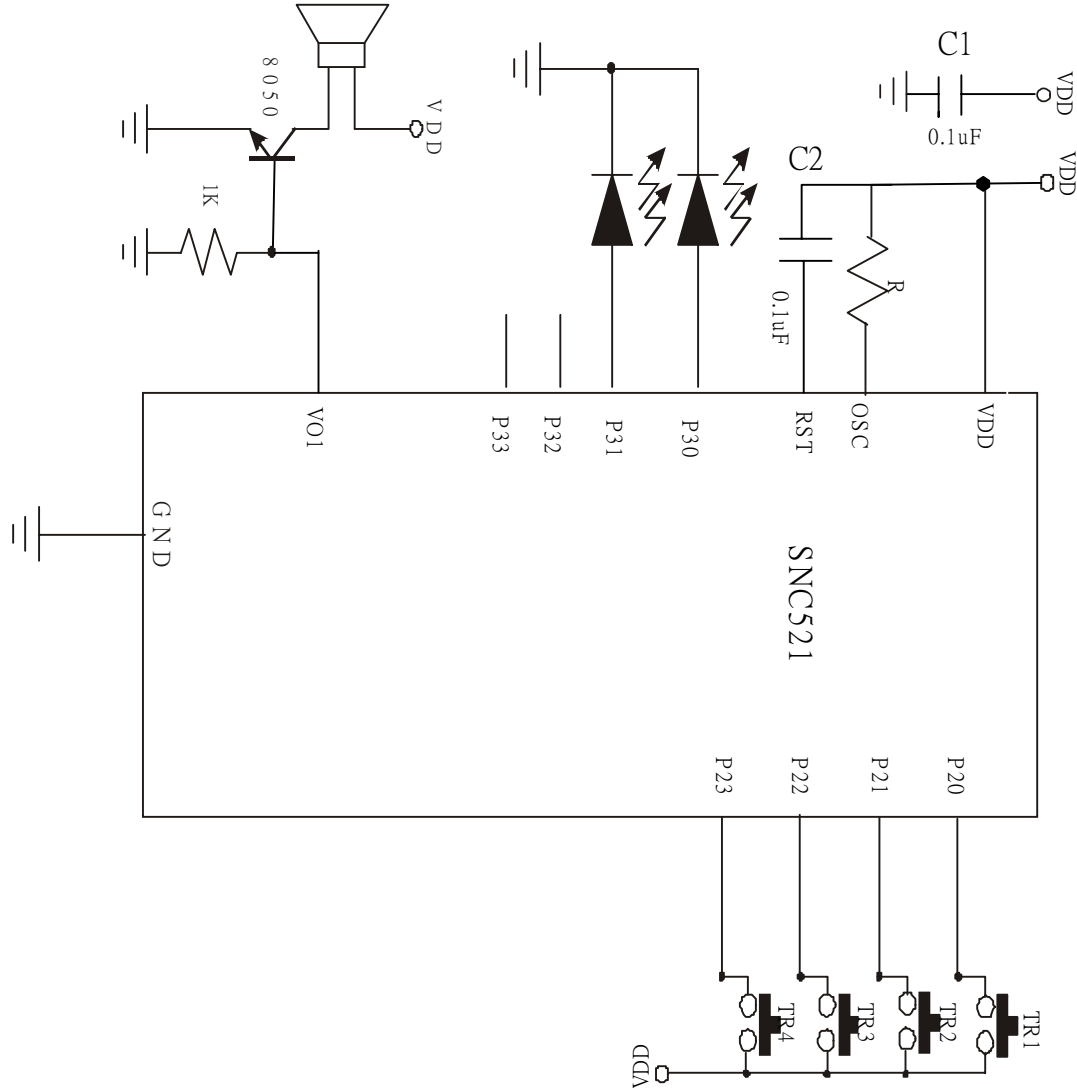 C1
VDD
0.1uF
8050
VDD
VDD
C2
1K
R
0.1uF
VO1
P33
P32
P31
P30
RST
OSC
VDD
GND
SNC521
P23
P22
P21
P20
TR4
TR3
TR2
TR1
VDD